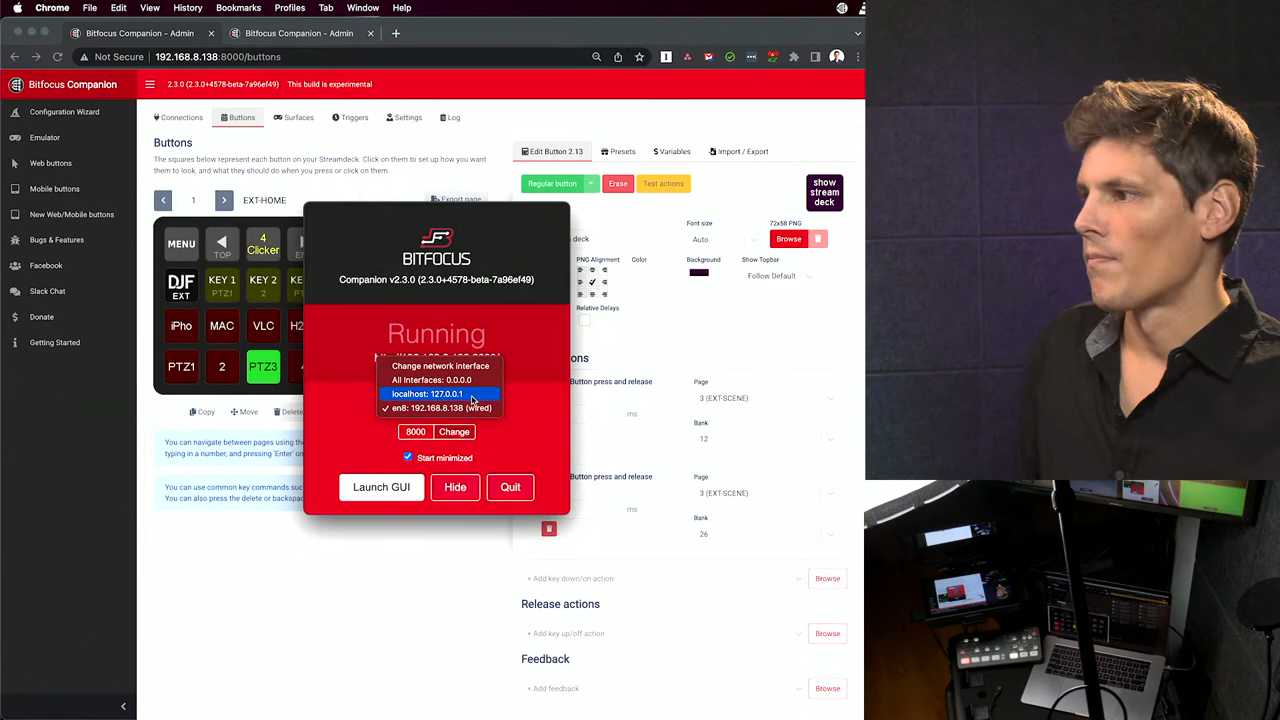 Chrome File Edit View History Bookmarks Profiles Tab Window Help
Bitfocus Companion - Admin
Bitfocus Companion - Admin
Not Secure 192.168.8.138:8000/buttons
Bitfocus Companion
2.3.0 (2.3.0+4578-beta-7a96ef49) This build is experimental
Configuration Wizard
Emulator
Web buttons
Mobile buttons
New Web/Mobile buttons
Bugs & Features
Facebook
Slack Chat
Donate
Getting Started
Connections Buttons Surfaces Triggers Settings Log
Buttons
The squares below represent each button on your Streamdeck. Click on them to set up how you want
them to look, and what they should do when you press or click on them.
1 EXT-HOME
Export page
MENU TOP 4 Clicker
DJF EXT KEY 1 PTZ1 KEY 2 2
iPho MAC VLC
PTZ1 2 PTZ3
Copy Move Delete
You can navigate between pages using the
typing in a number, and pressing 'Enter' on
You can use common key commands suc
You can also press the delete or backspa
BITFOCUS
Companion v2.3.0 (2.3.0+4578-beta-7a96ef49)
Running
Change network interface
All Interfaces: 0.0.0.0
localhost: 127.0.0.1
en8: 192.168.8.138 (wired)
8000 Change
Start minimized
Launch GUI Hide Quit
Edit Button 2.13 Presets Variables Import / Export
Regular button Erase Test actions
show
stream
deck
Font size 72x58 PNG
deck Auto Browse
PNG Alignment Color Background Show Topbar
Follow Default
Relative Delays
ons
Button press and release
Page
3 (EXT-SCENE)
ms
Bank
12
Button press and release
Page
3 (EXT-SCENE)
ms
Bank
26
+ Add key down/on action Browse
Release actions
+ Add key up/off action Browse
Feedback
+ Add feedback Browse